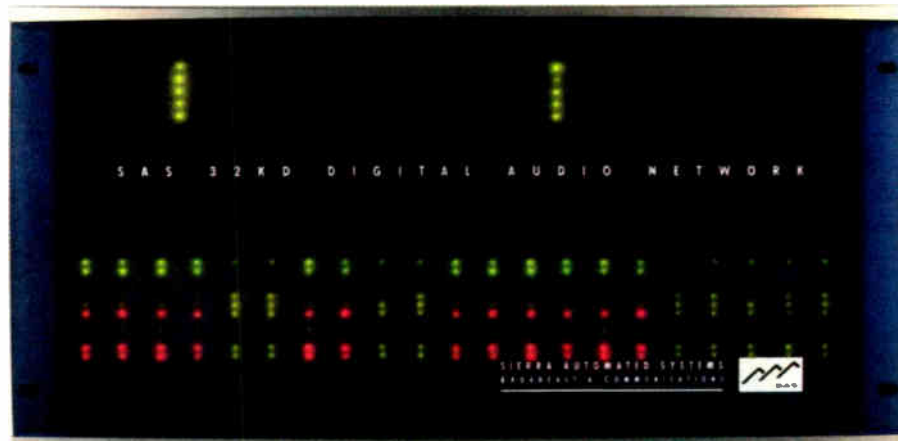 SAS 32KD DIGITAL AUDIO NETWORK
SIERRA AUTOMATED SYSTEMS
BROADCAST & COMMUNICATIONS